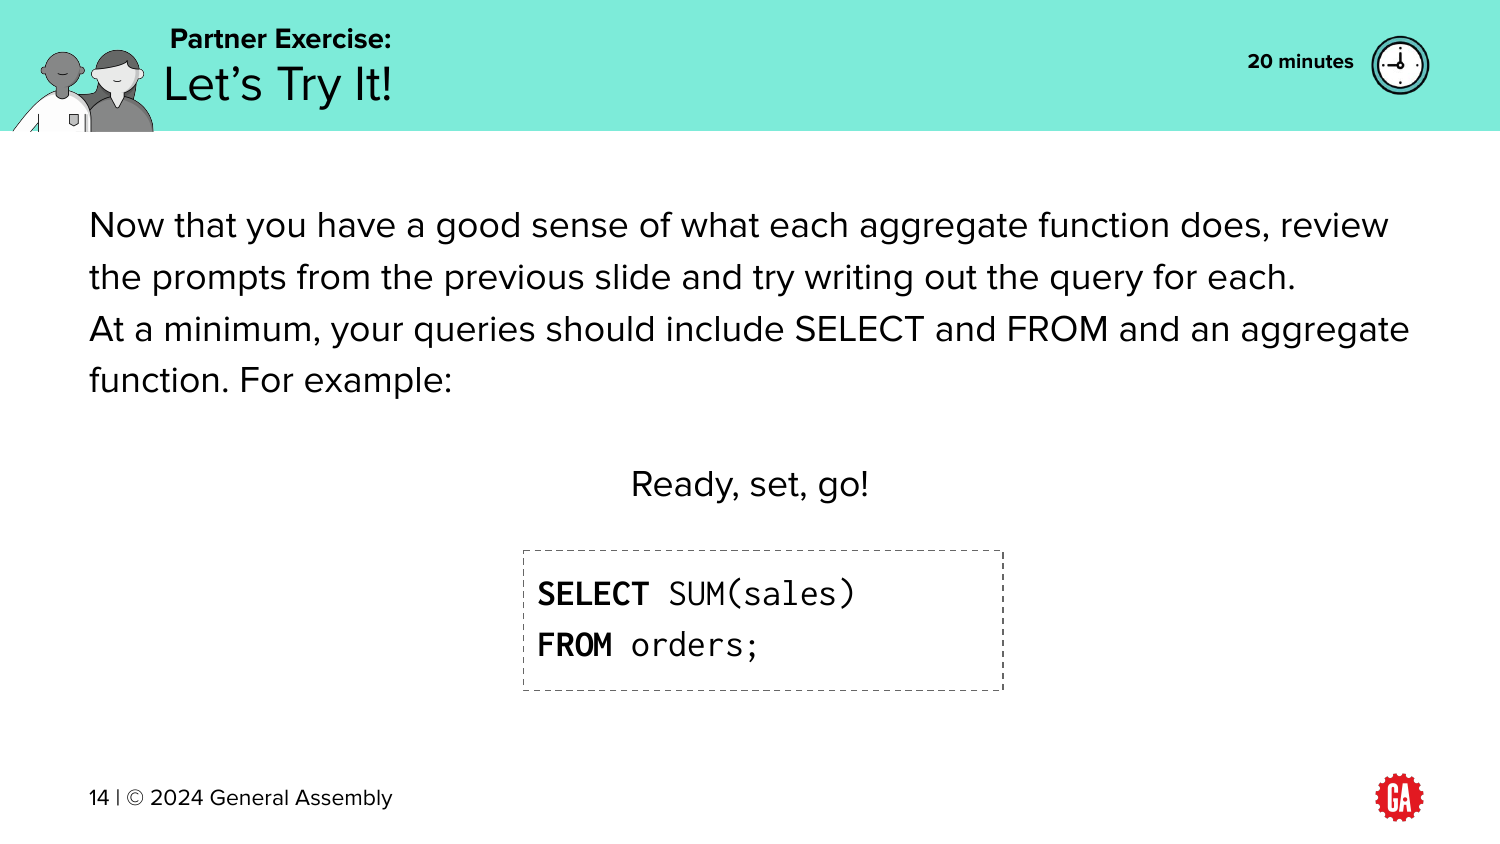 Partner Exercise:
Let’s Try It!
20 minutes
Now that you have a good sense of what each aggregate function does, review
the prompts from the previous slide and try writing out the query for each.
At a minimum, your queries should include SELECT and FROM and an aggregate
function. For example:
Ready, set, go!
SELECT SUM(sales)
FROM orders;
14 | © 2024 General Assembly
GA